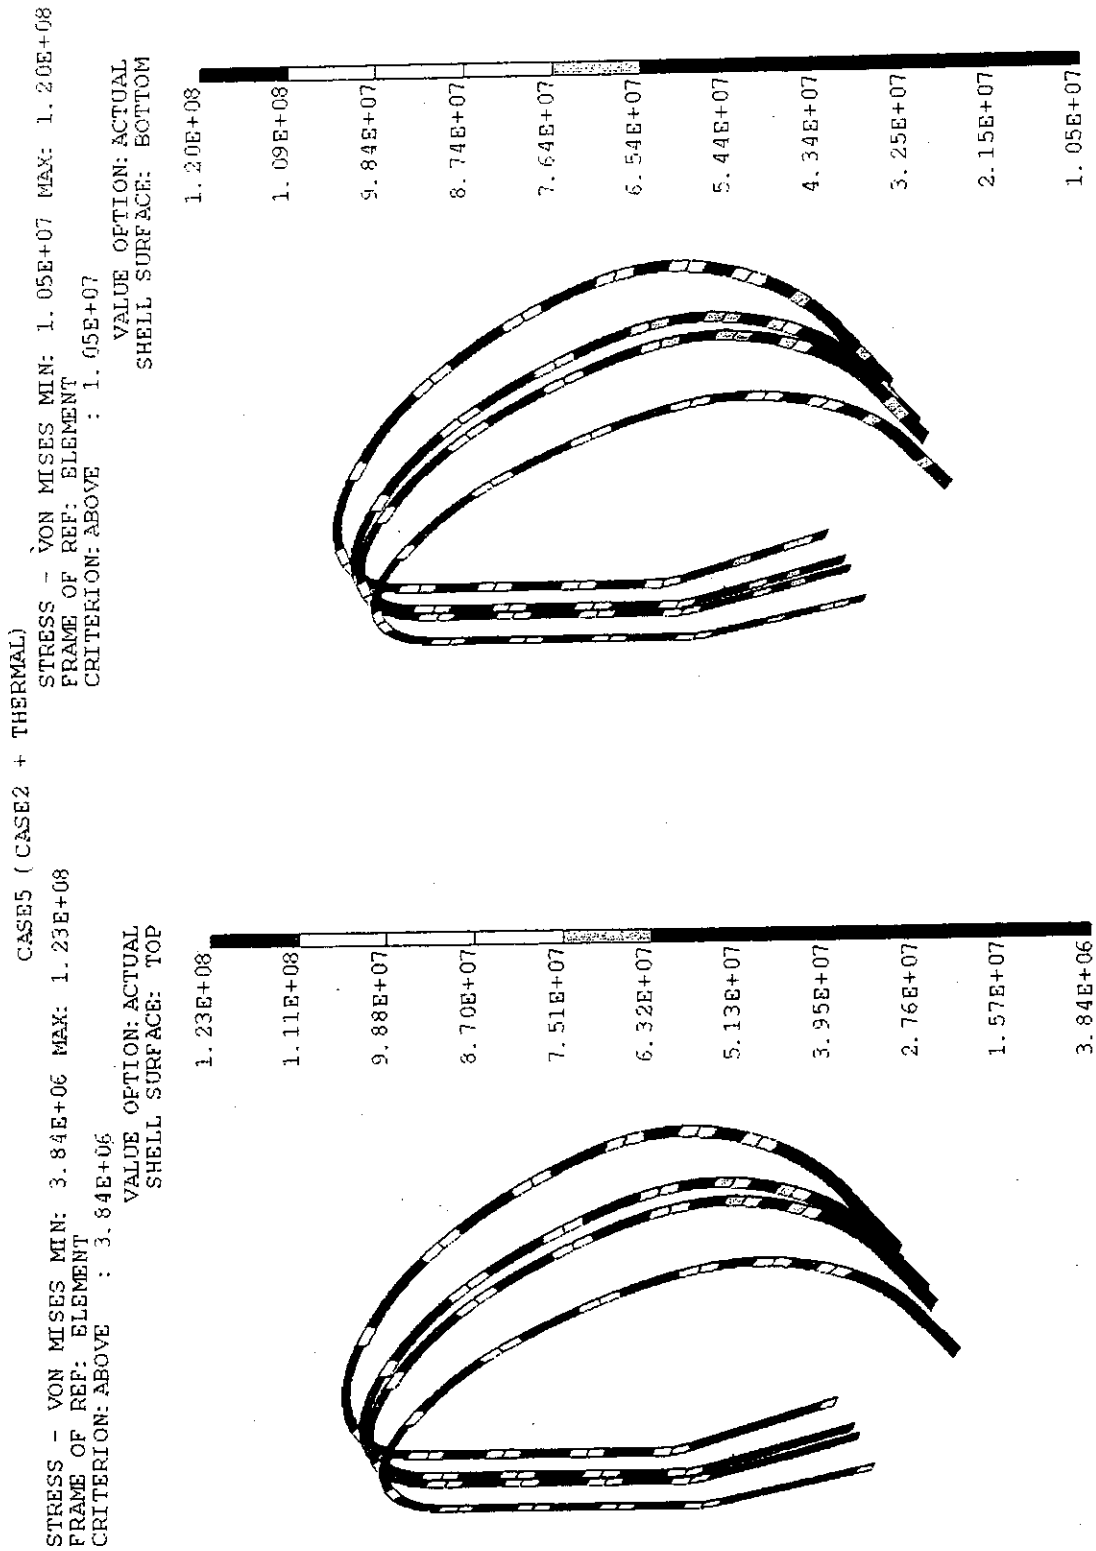 CASE5 ( CASE2 + THERMAL)
STRESS - VON MISES MIN: 3.84E+06 MAX: 1.23E+08
FRAME OF REF: ELEMENT
CRITERION: ABOVE : 3.84E+06
VALUE OPTION: ACTUAL
SHELL SURFACE: TOP
1.23E+08
1.11E+08
9.88E+07
8.70E+07
7.51E+07
6.32E+07
5.13E+07
3.95E+07
2.76E+07
1.57E+07
3.84E+06
STRESS - VON MISES MIN: 1.05E+07 MAX: 1.20E+08
FRAME OF REF: ELEMENT
CRITERION: ABOVE : 1.05E+07
VALUE OPTION: ACTUAL
SHELL SURFACE: BOTTOM
1.20E+08
1.09E+08
9.84E+07
8.74E+07
7.64E+07
6.54E+07
5.44E+07
4.34E+07
3.25E+07
2.15E+07
1.05E+07